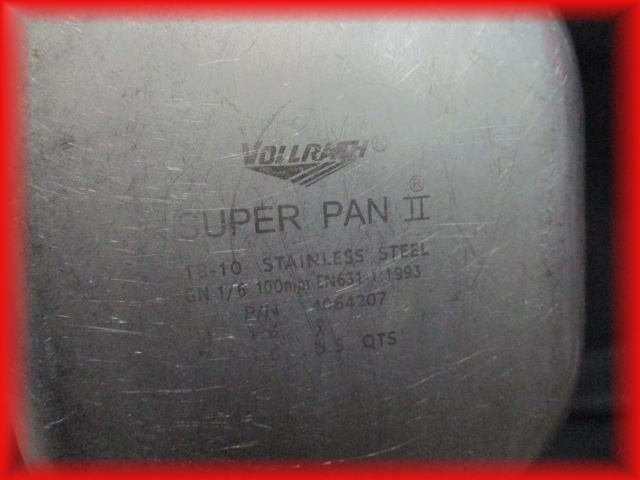 VOLLRATH®
SUPER PAN II®
18-10 STAINLESS STEEL
GN 1/6 100mm EN631-1:1993
P/N
U.S. QTS